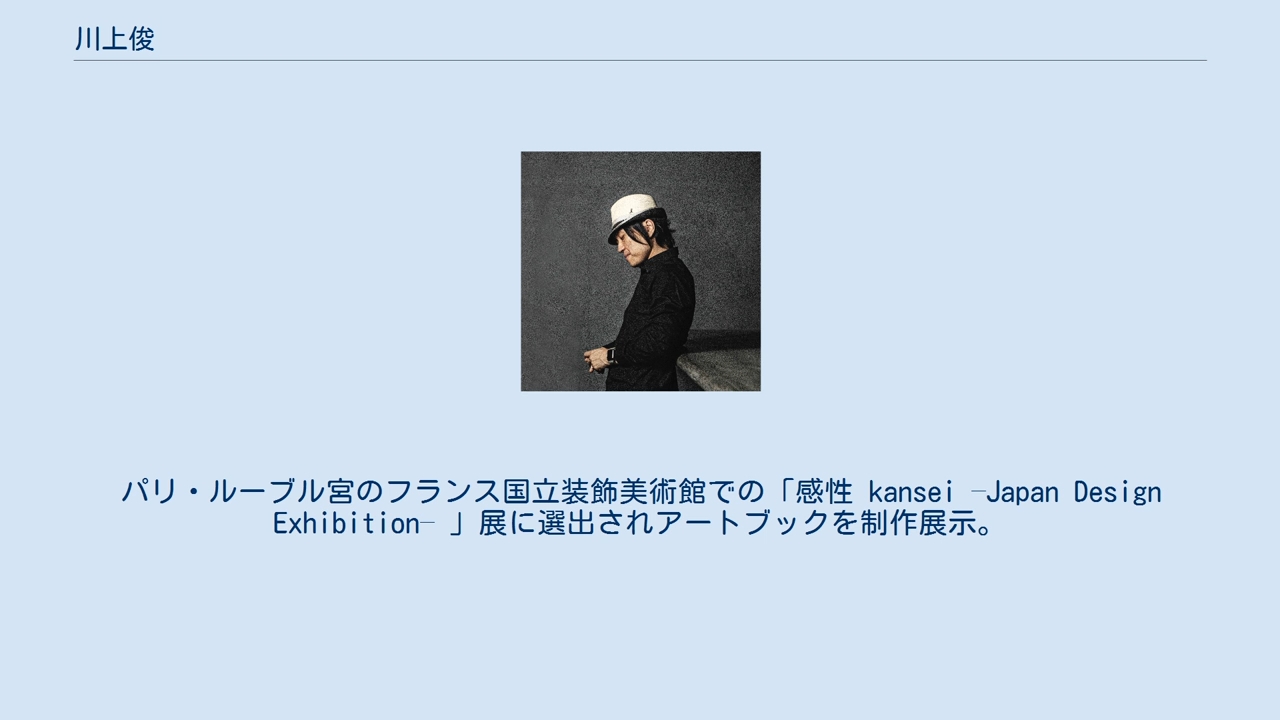 川上俊
パリ・ルーブル宮のフランス国立装飾美術館での「感性 kansei –Japan Design
Exhibition– 」展に選出されアートブックを制作展示。